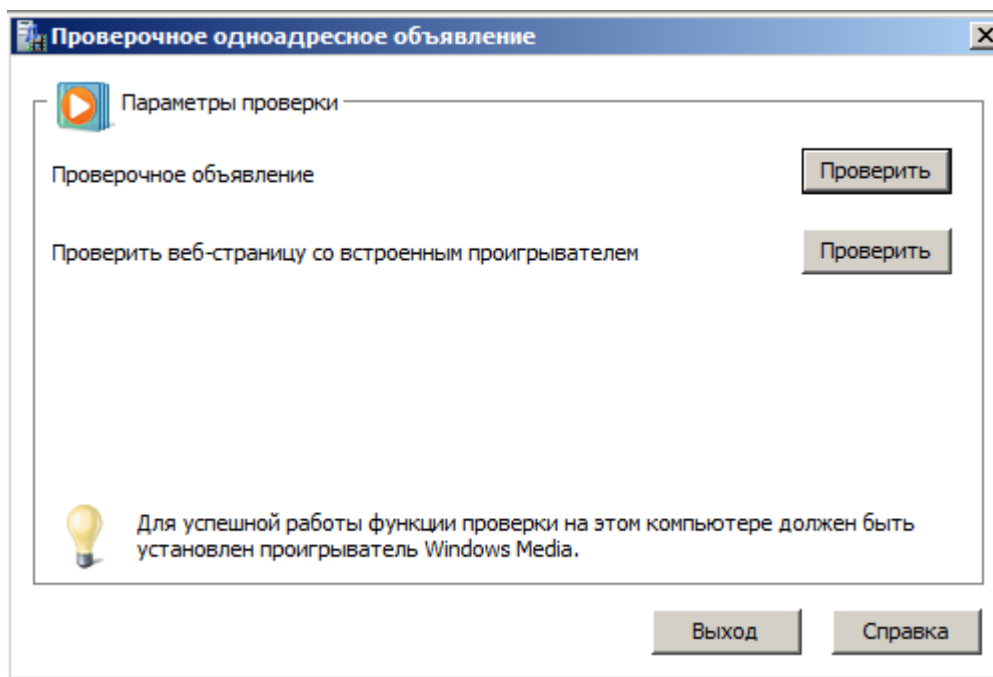 Проверочное одноадресное объявление
Параметры проверки
Проверочное объявление
Проверить
Проверить веб-страницу со встроенным проигрывателем
Проверить
Для успешной работы функции проверки на этом компьютере должен быть
установлен проигрыватель Windows Media.
Выход
Справка